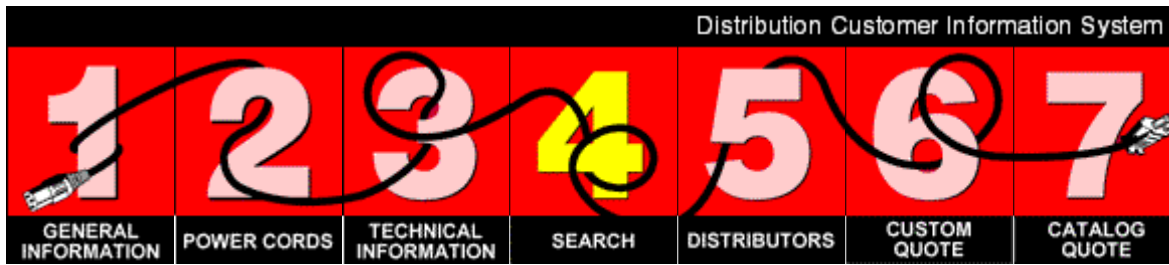 Distribution Customer Information System
1 2 3 4 5 6 7
GENERAL
INFORMATION
POWER CORDS
TECHNICAL
INFORMATION
SEARCH
DISTRIBUTORS
CUSTOM
QUOTE
CATALOG
QUOTE